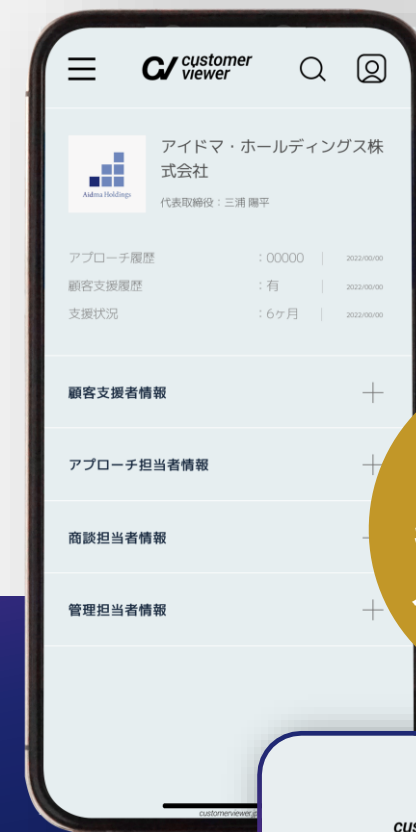 customer
viewer
アイドマ・ホールディングス株
式会社
Aidma Holdings
代表取締役：三浦 陽平
アプローチ履歴 ：00000 | 2022/00/00
顧客支援履歴 ：有 | 2022/00/00
支援状況 ：6ヶ月 | 2022/00/00
顧客支援者情報
アプローチ担当者情報
商談担当者情報
管理担当者情報